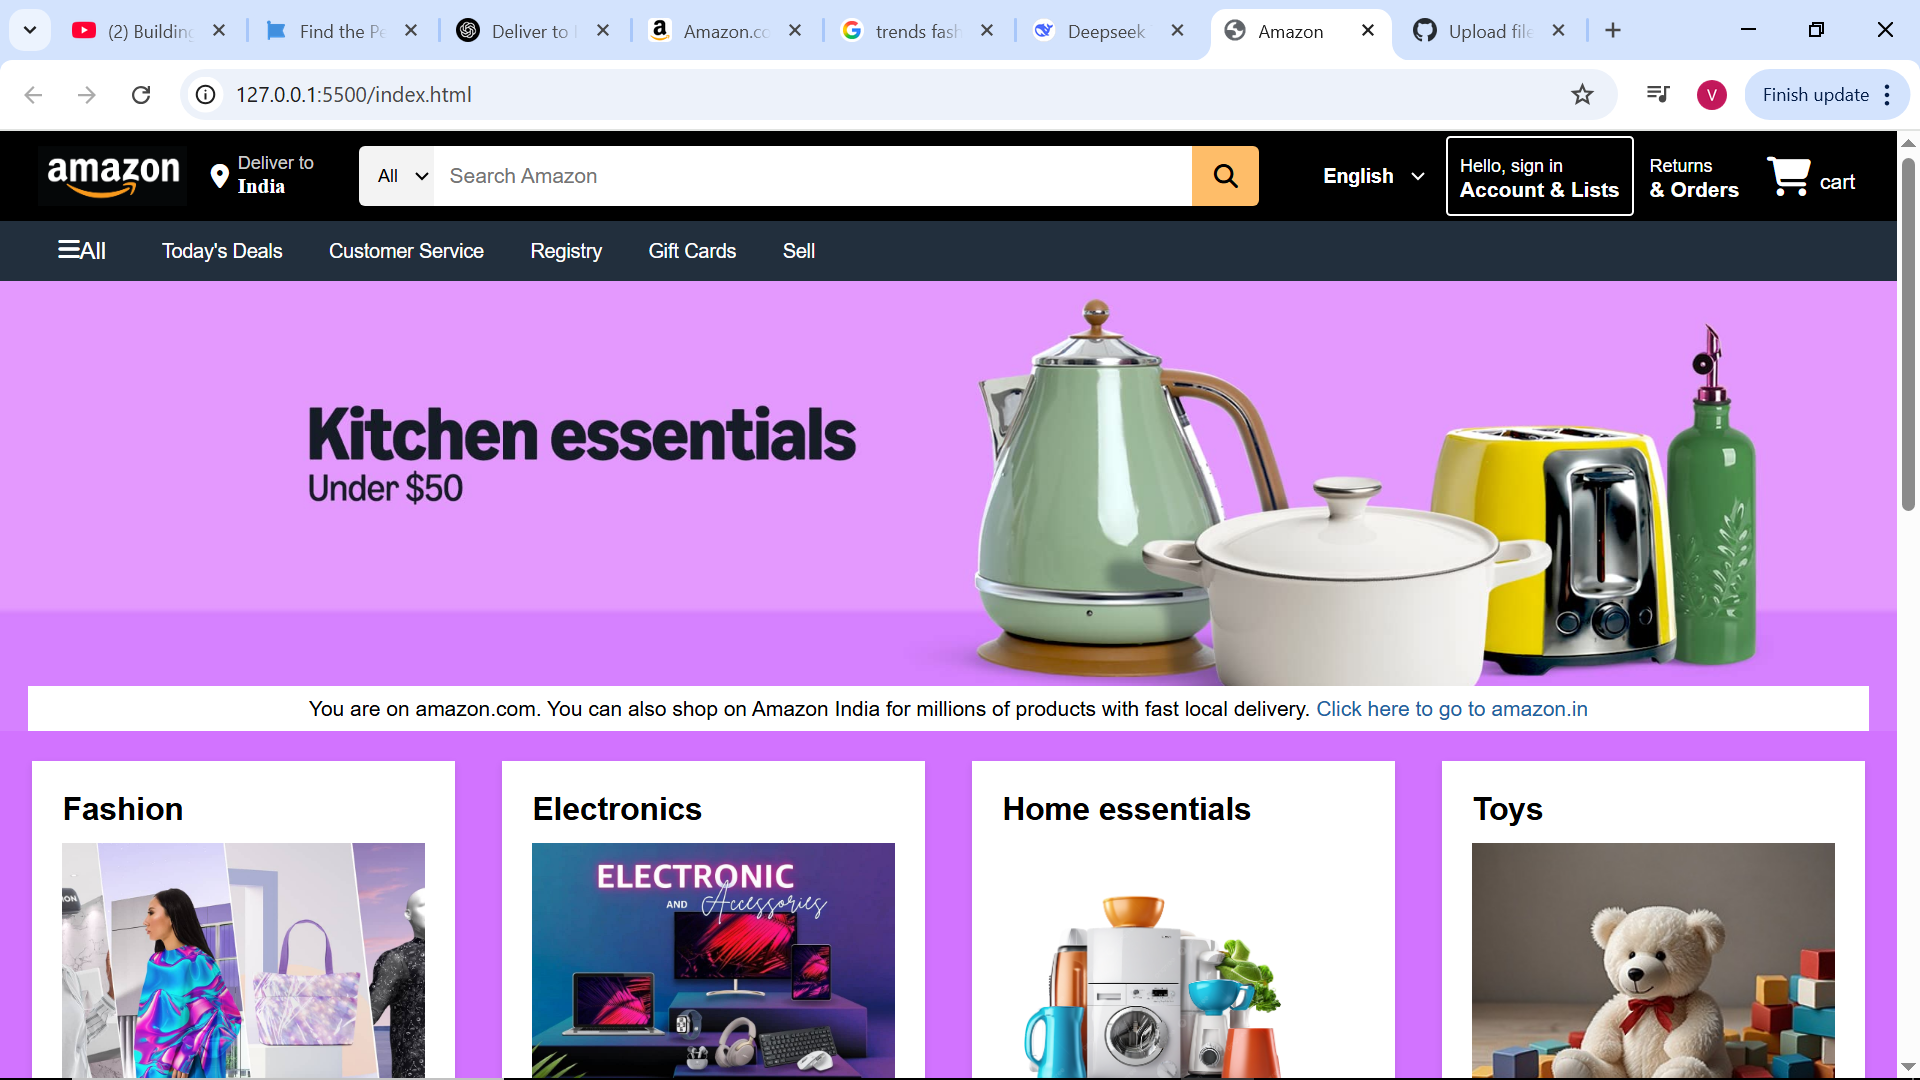 (2) Building
Find the Pe
Deliver to
Amazon.co
trends fash
Deepseek
Amazon
Upload file
127.0.0.1:5500/index.html
V
Finish update
amazon
Deliver to
India
All
Search Amazon
English
Hello, sign in
Account & Lists
Returns
& Orders
cart
All
Today's Deals
Customer Service
Registry
Gift Cards
Sell
Kitchen essentials
Under $50
You are on amazon.com. You can also shop on Amazon India for millions of products with fast local delivery. Click here to go to amazon.in
Fashion
Electronics
Home essentials
Toys
ELECTRONIC
AND Accessories